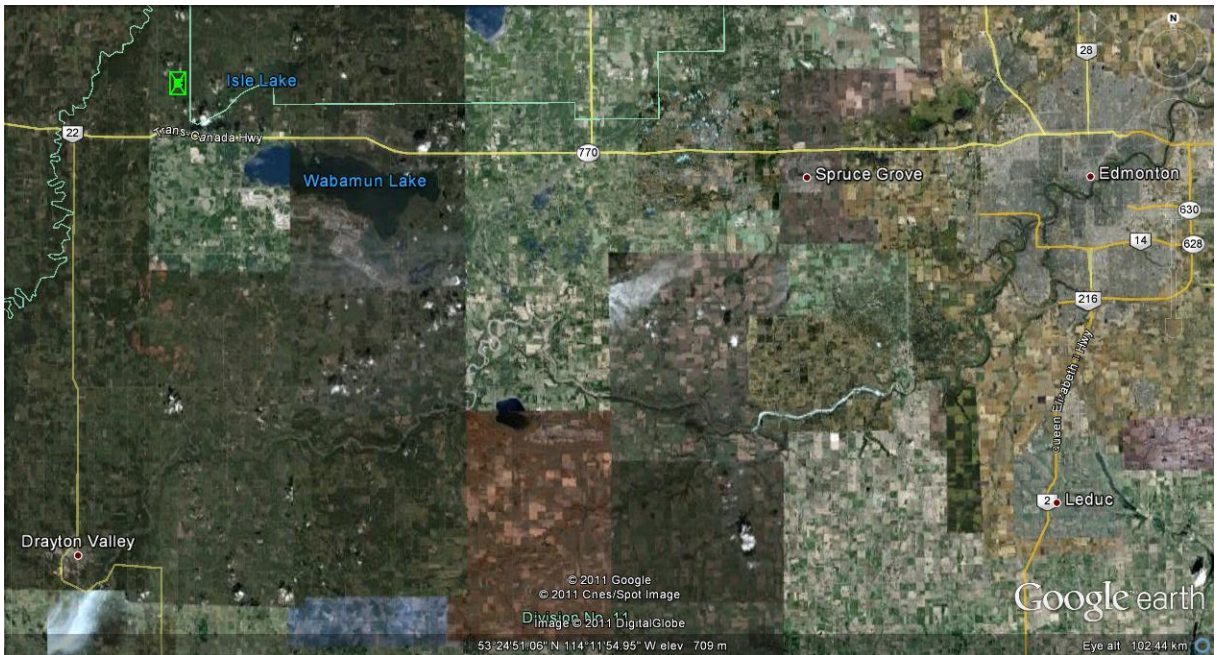 N
28
Isle Lake
22
Trans-Canada Hwy
770
Wabamun Lake
Spruce Grove
Edmonton
630
14
628
216
Queen Elizabeth II Hwy
2
Leduc
Drayton Valley
© 2011 Google
© 2011 Cnes/Spot Image
Division No. 11
Image © 2011 DigitalGlobe
Google earth
53°24'51.06" N 114°11'54.95" W elev 709 m
Eye alt 102.44 km